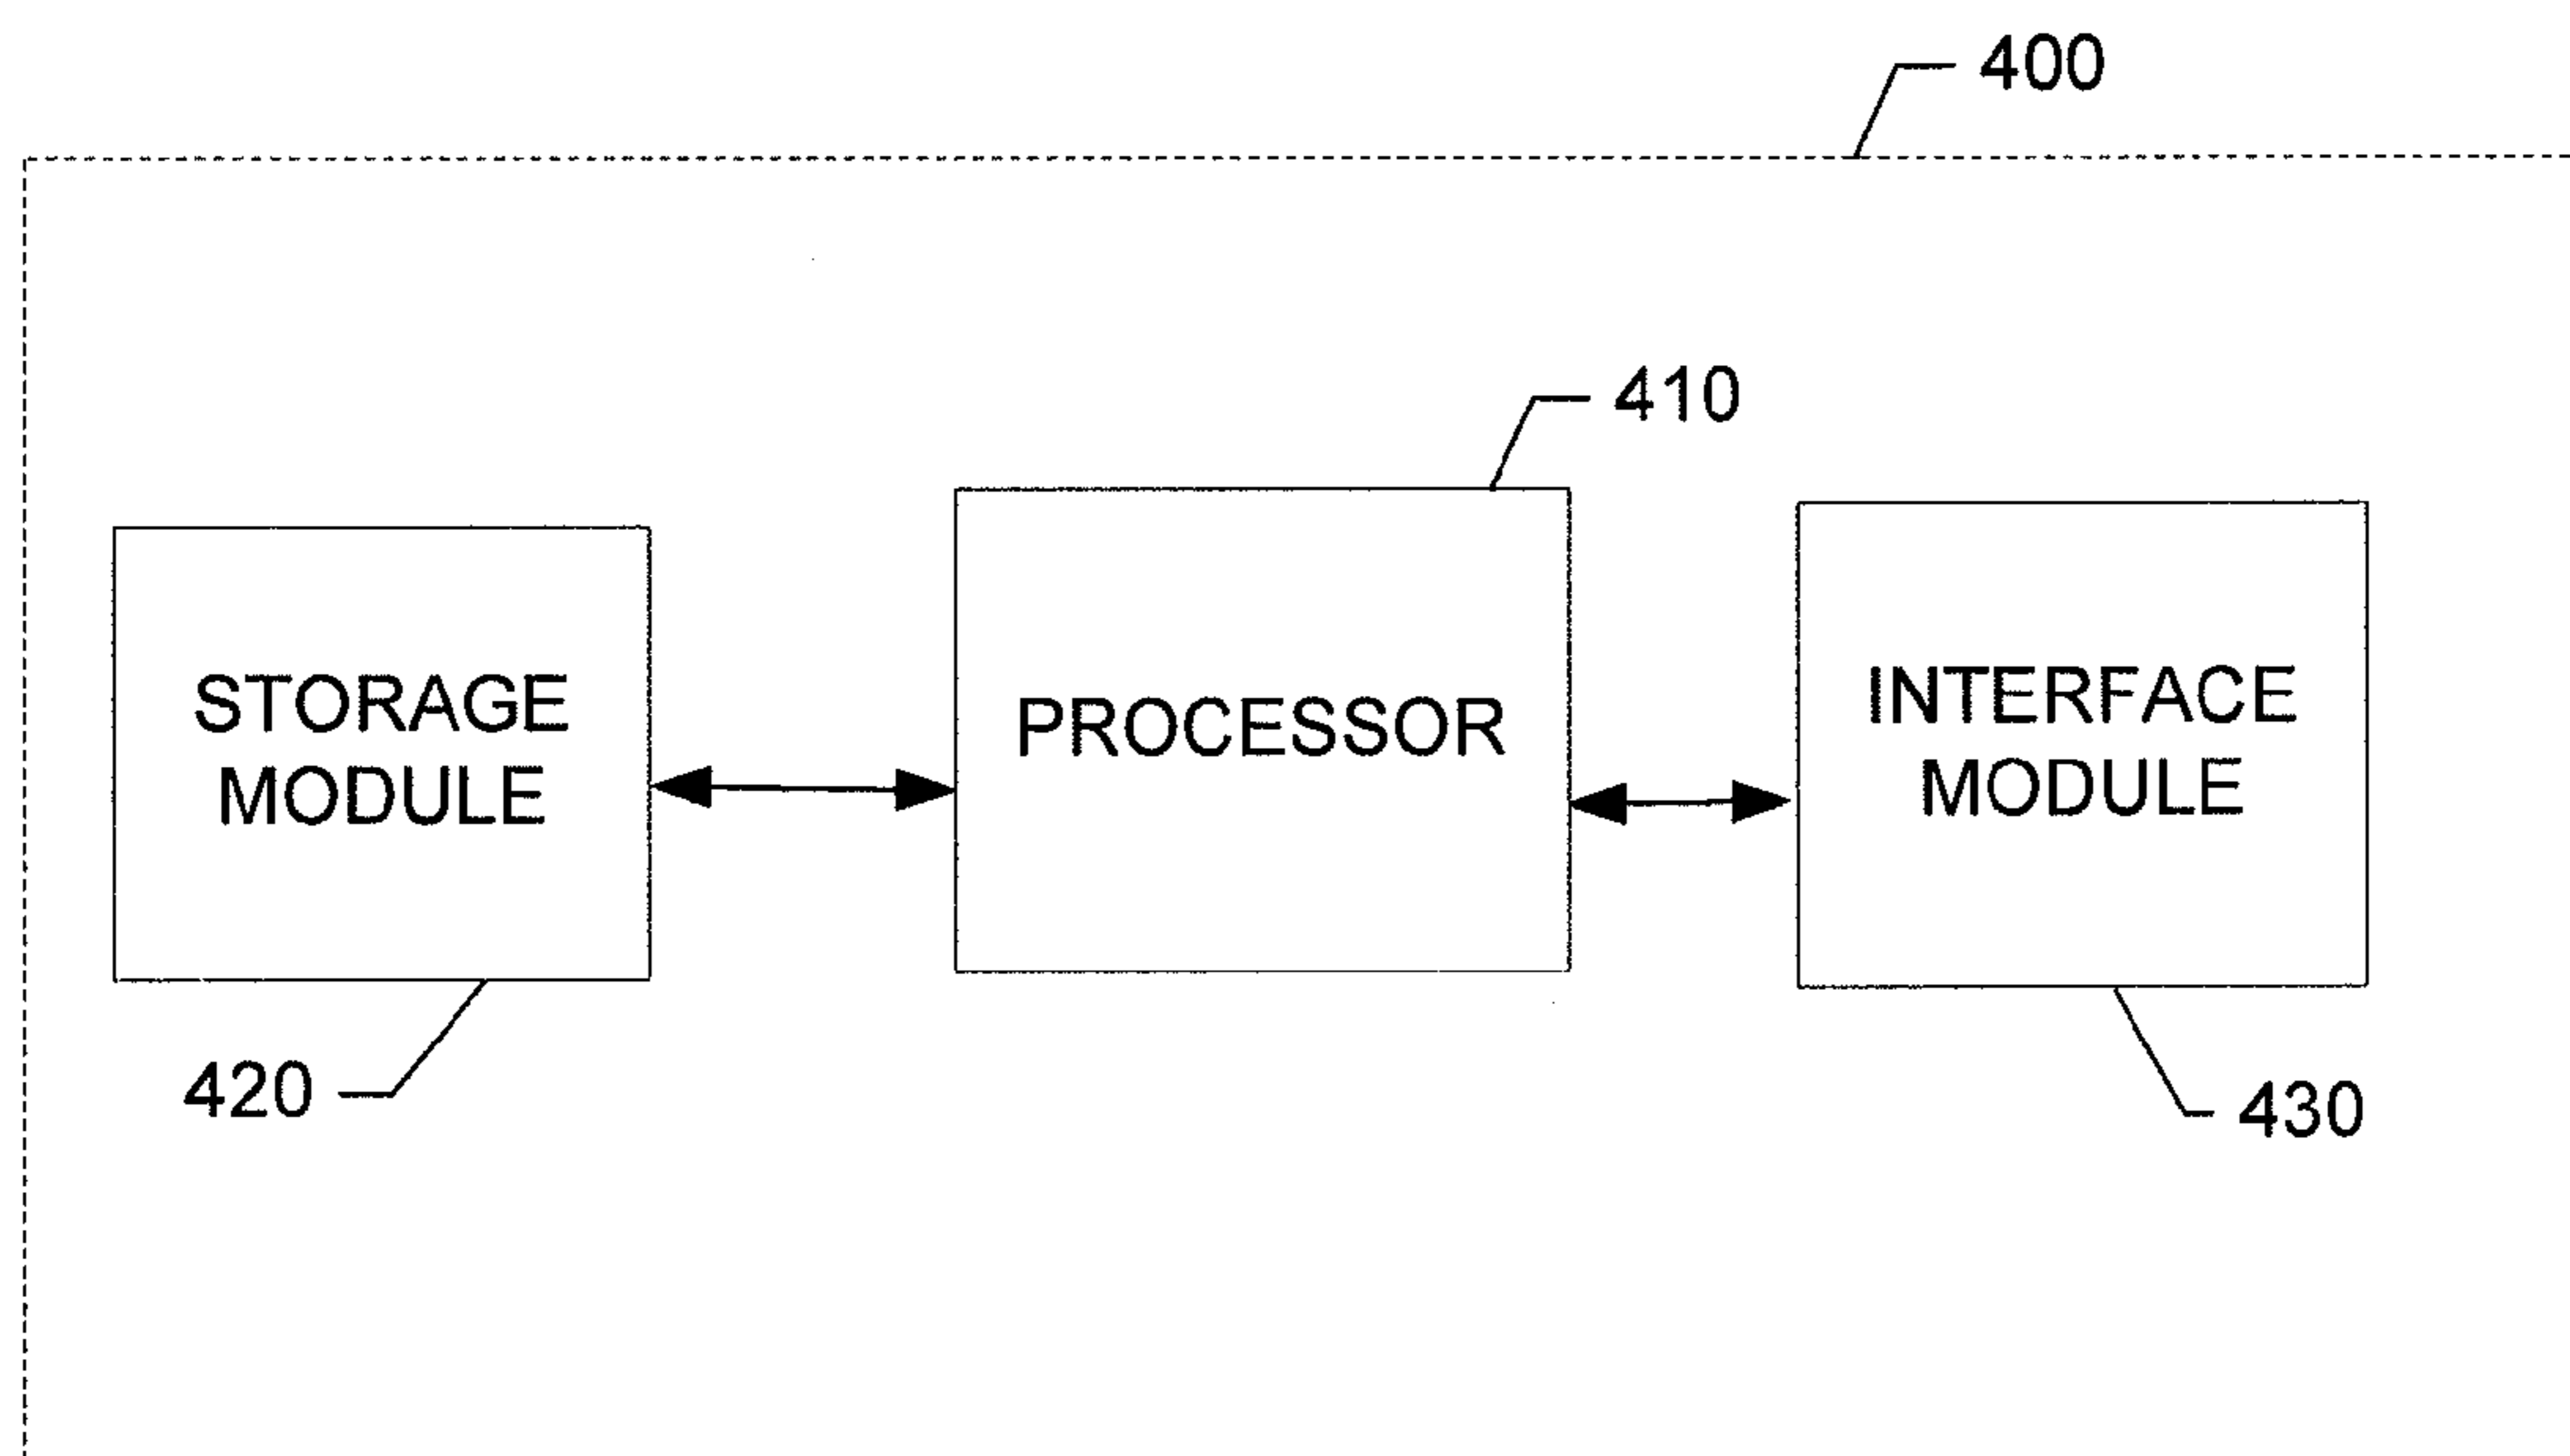 400
410
STORAGE
MODULE
PROCESSOR
INTERFACE
MODULE
420
430